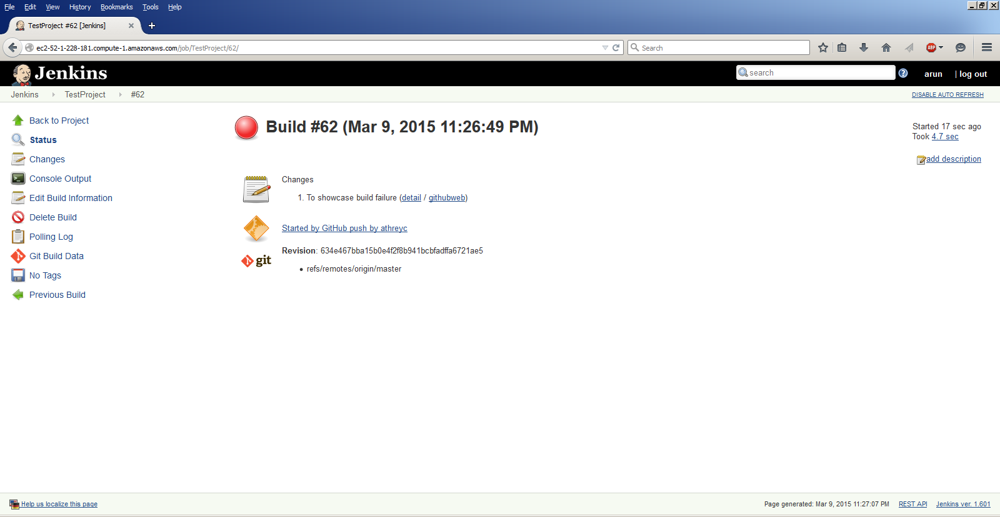 File Edit View History Bookmarks Tools Help
TestProject #62 [Jenkins]
ec2-52-1-228-181.compute-1.amazonaws.com/job/TestProject/62/
Search
ABP
Jenkins
search
arun
| log out
Jenkins TestProject #62
DISABLE AUTO REFRESH
Back to Project
Status
Changes
Console Output
Edit Build Information
Delete Build
Polling Log
Git Build Data
No Tags
Previous Build
Build #62 (Mar 9, 2015 11:26:49 PM)
Started 17 sec ago
Took 4.7 sec
add description
Changes
1. To showcase build failure (detail / githubweb)
Started by GitHub push by athreyc
git
Revision: 634e467bba15b0e4f2f8b941bcbfadffa6721ae5
• refs/remotes/origin/master
Help us localize this page
Page generated: Mar 9, 2015 11:27:07 PM REST API Jenkins ver. 1.601